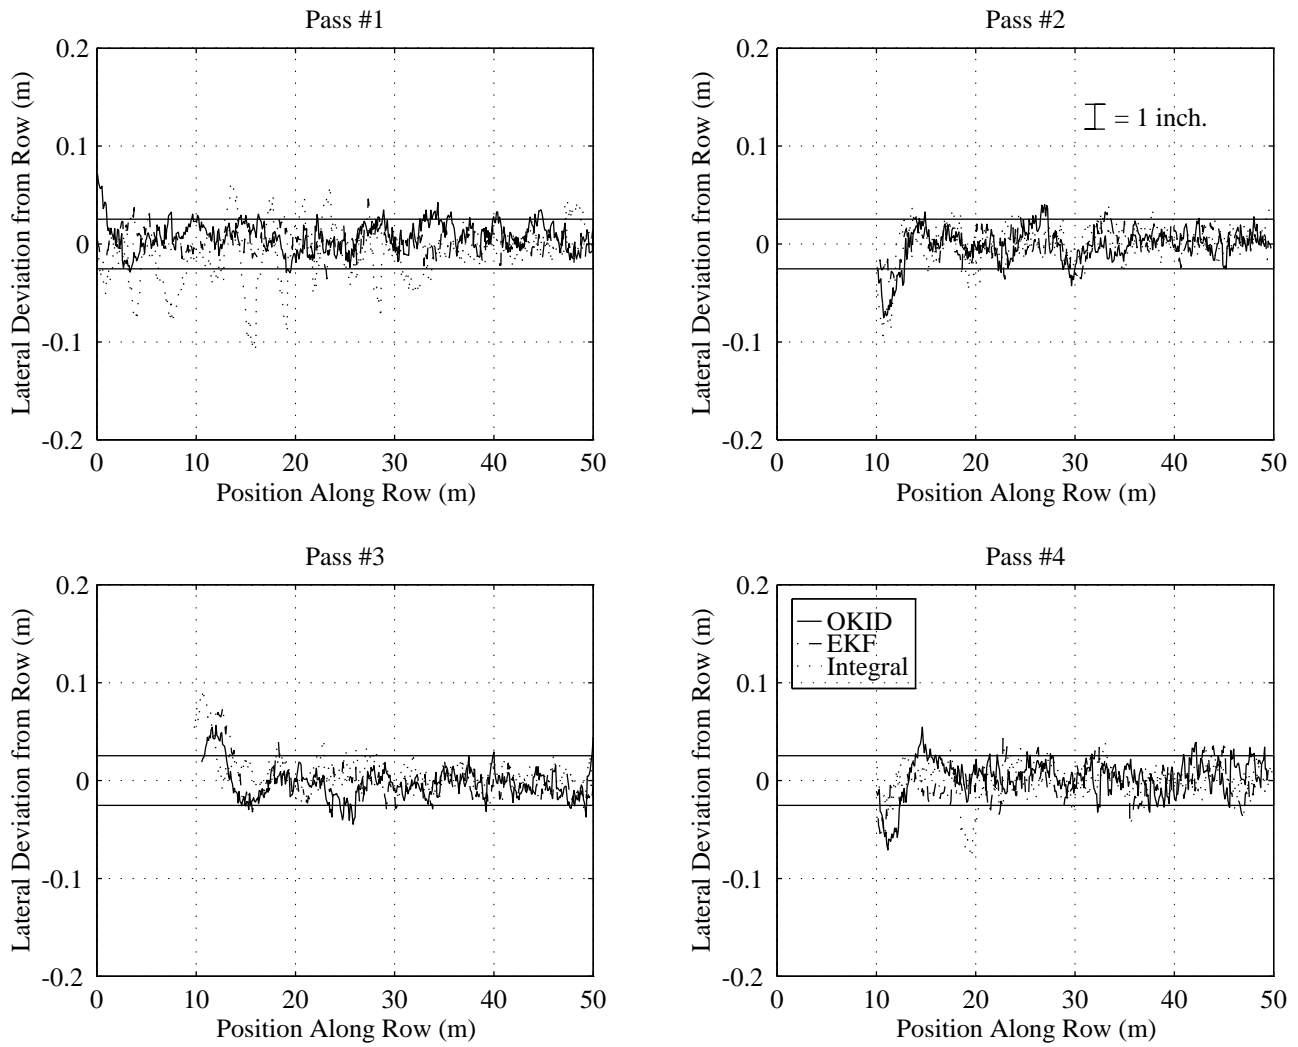 Pass #1
Lateral Deviation from Row (m)
0.2
0.1
0
-0.1
-0.2
0 10 20 30 40 50
Position Along Row (m)
Pass #2
Lateral Deviation from Row (m)
0.2
0.1
0
-0.1
-0.2
= 1 inch.
0 10 20 30 40 50
Position Along Row (m)
Pass #3
Lateral Deviation from Row (m)
0.2
0.1
0
-0.1
-0.2
0 10 20 30 40 50
Position Along Row (m)
Pass #4
Lateral Deviation from Row (m)
0.2
0.1
0
-0.1
-0.2
OKID
EKF
Integral
0 10 20 30 40 50
Position Along Row (m)